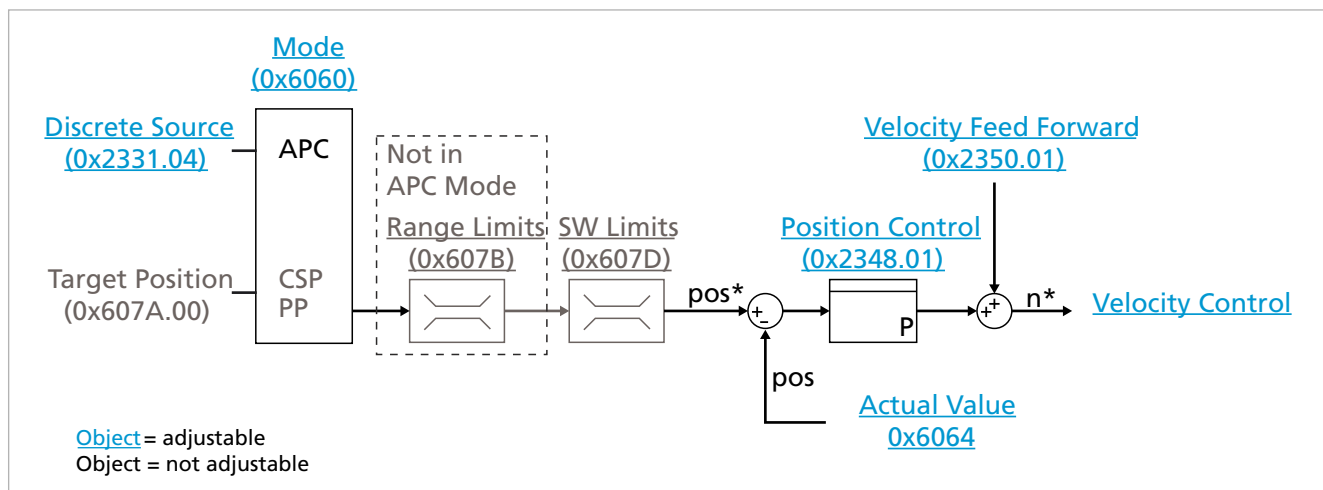 Mode
(0x6060)
Discrete Source
(0x2331.04)
APC
Not in
APC Mode
Velocity Feed Forward
(0x2350.01)
Range Limits
(0x607B)
SW Limits
(0x607D)
Position Control
(0x2348.01)
Target Position
(0x607A.00)
CSP
PP
pos*
+
-
P
+
+
n*
Velocity Control
pos
Actual Value
0x6064
Object = adjustable
Object = not adjustable